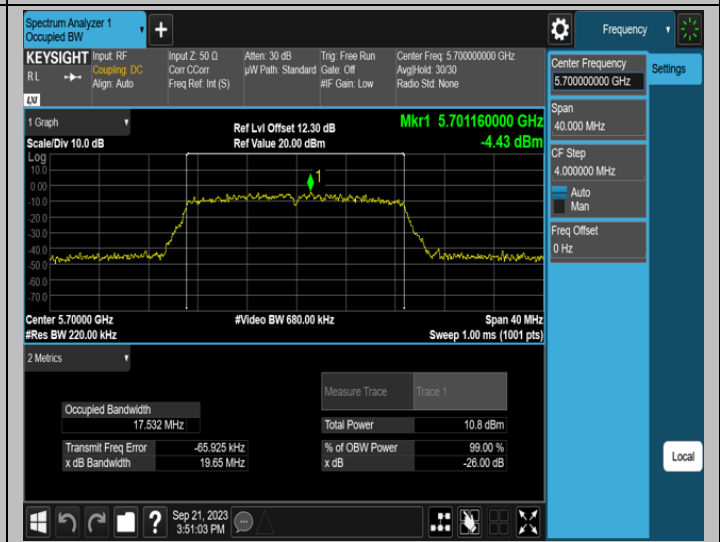 Spectrum Analyzer 1
Occupied BW
+
Frequency
KEYSIGHT
Input: RF
Coupling: DC
Align: Auto
Input Z: 50 Ω
Corr CCorr
Freq Ref: Int (S)
Atten: 30 dB
µW Path: Standard
Trig: Free Run
Gate: Off
#IF Gain: Low
Center Freq: 5.700000000 GHz
Avg|Hold: 30/30
Radio Std: None
RL
LXI
Center Frequency
5.700000000 GHz
Settings
Span
40.000 MHz
CF Step
4.000000 MHz
Auto
Man
Freq Offset
0 Hz
Local
1 Graph
Scale/Div 10.0 dB
Ref Lvl Offset 12.30 dB
Ref Value 20.00 dBm
Mkr1 5.701160000 GHz
-4.43 dBm
Log
10.0
0.00
-10.0
-20.0
-30.0
-40.0
-50.0
-60.0
-70.0
1
Center 5.70000 GHz
#Video BW 680.00 kHz
Span 40 MHz
#Res BW 220.00 kHz
Sweep 1.00 ms (1001 pts)
2 Metrics
Measure Trace
Trace 1
Occupied Bandwidth
17.532 MHz
Total Power
10.8 dBm
Transmit Freq Error
-65.925 kHz
% of OBW Power
99.00 %
x dB Bandwidth
19.65 MHz
x dB
-26.00 dB
?
Sep 21, 2023
3:51:03 PM